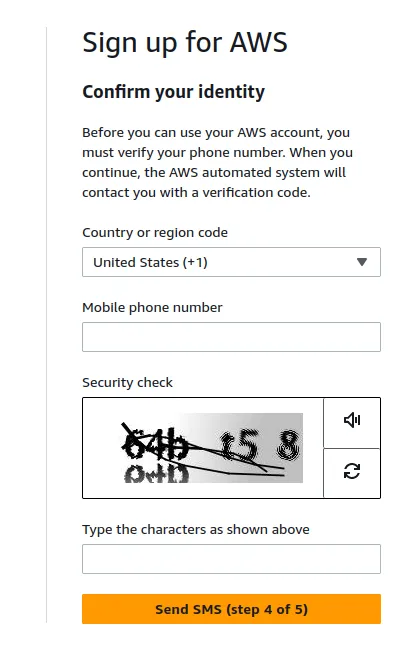 Sign up for AWS
Confirm your identity
Before you can use your AWS account, you
must verify your phone number. When you
continue, the AWS automated system will
contact you with a verification code.
Country or region code
United States (+1)
Mobile phone number
Security check
Type the characters as shown above
Send SMS (step 4 of 5)